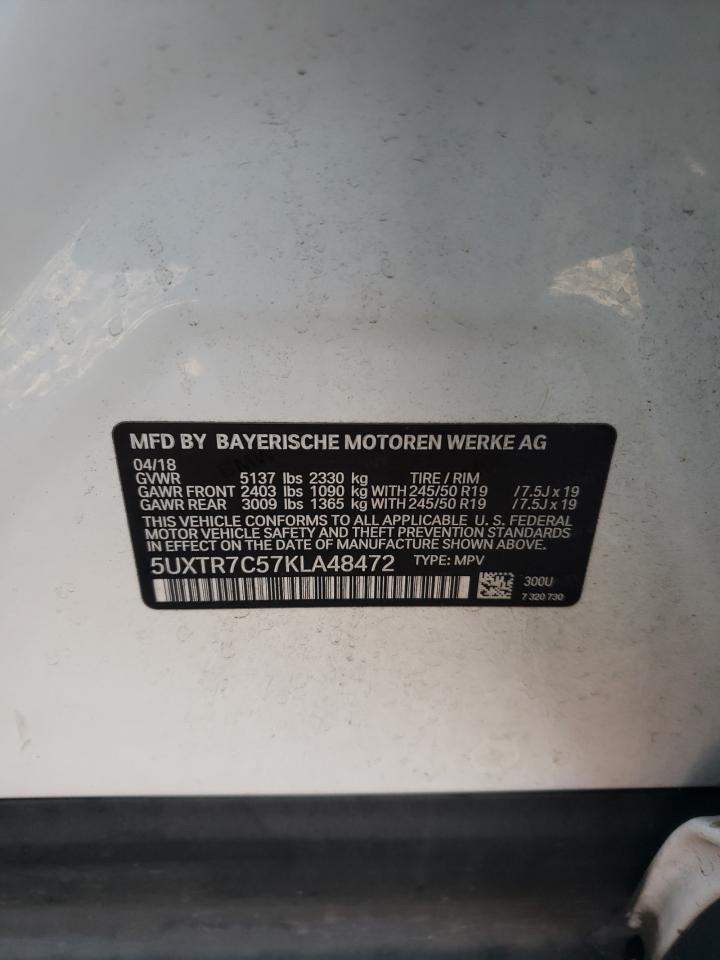 MFD BY BAYERISCHE MOTOREN WERKE AG
04/18
GVWR 5137 lbs 2330 kg TIRE / RIM
GAWR FRONT 2403 lbs 1090 kg WITH 245/50 R19 /7.5J x 19
GAWR REAR 3009 lbs 1365 kg WITH 245/50 R19 /7.5J x 19
THIS VEHICLE CONFORMS TO ALL APPLICABLE U. S. FEDERAL
MOTOR VEHICLE SAFETY AND THEFT PREVENTION STANDARDS
IN EFFECT ON THE DATE OF MANUFACTURE SHOWN ABOVE.
5UXTR7C57KLA48472 TYPE: MPV
300U
7 320 730